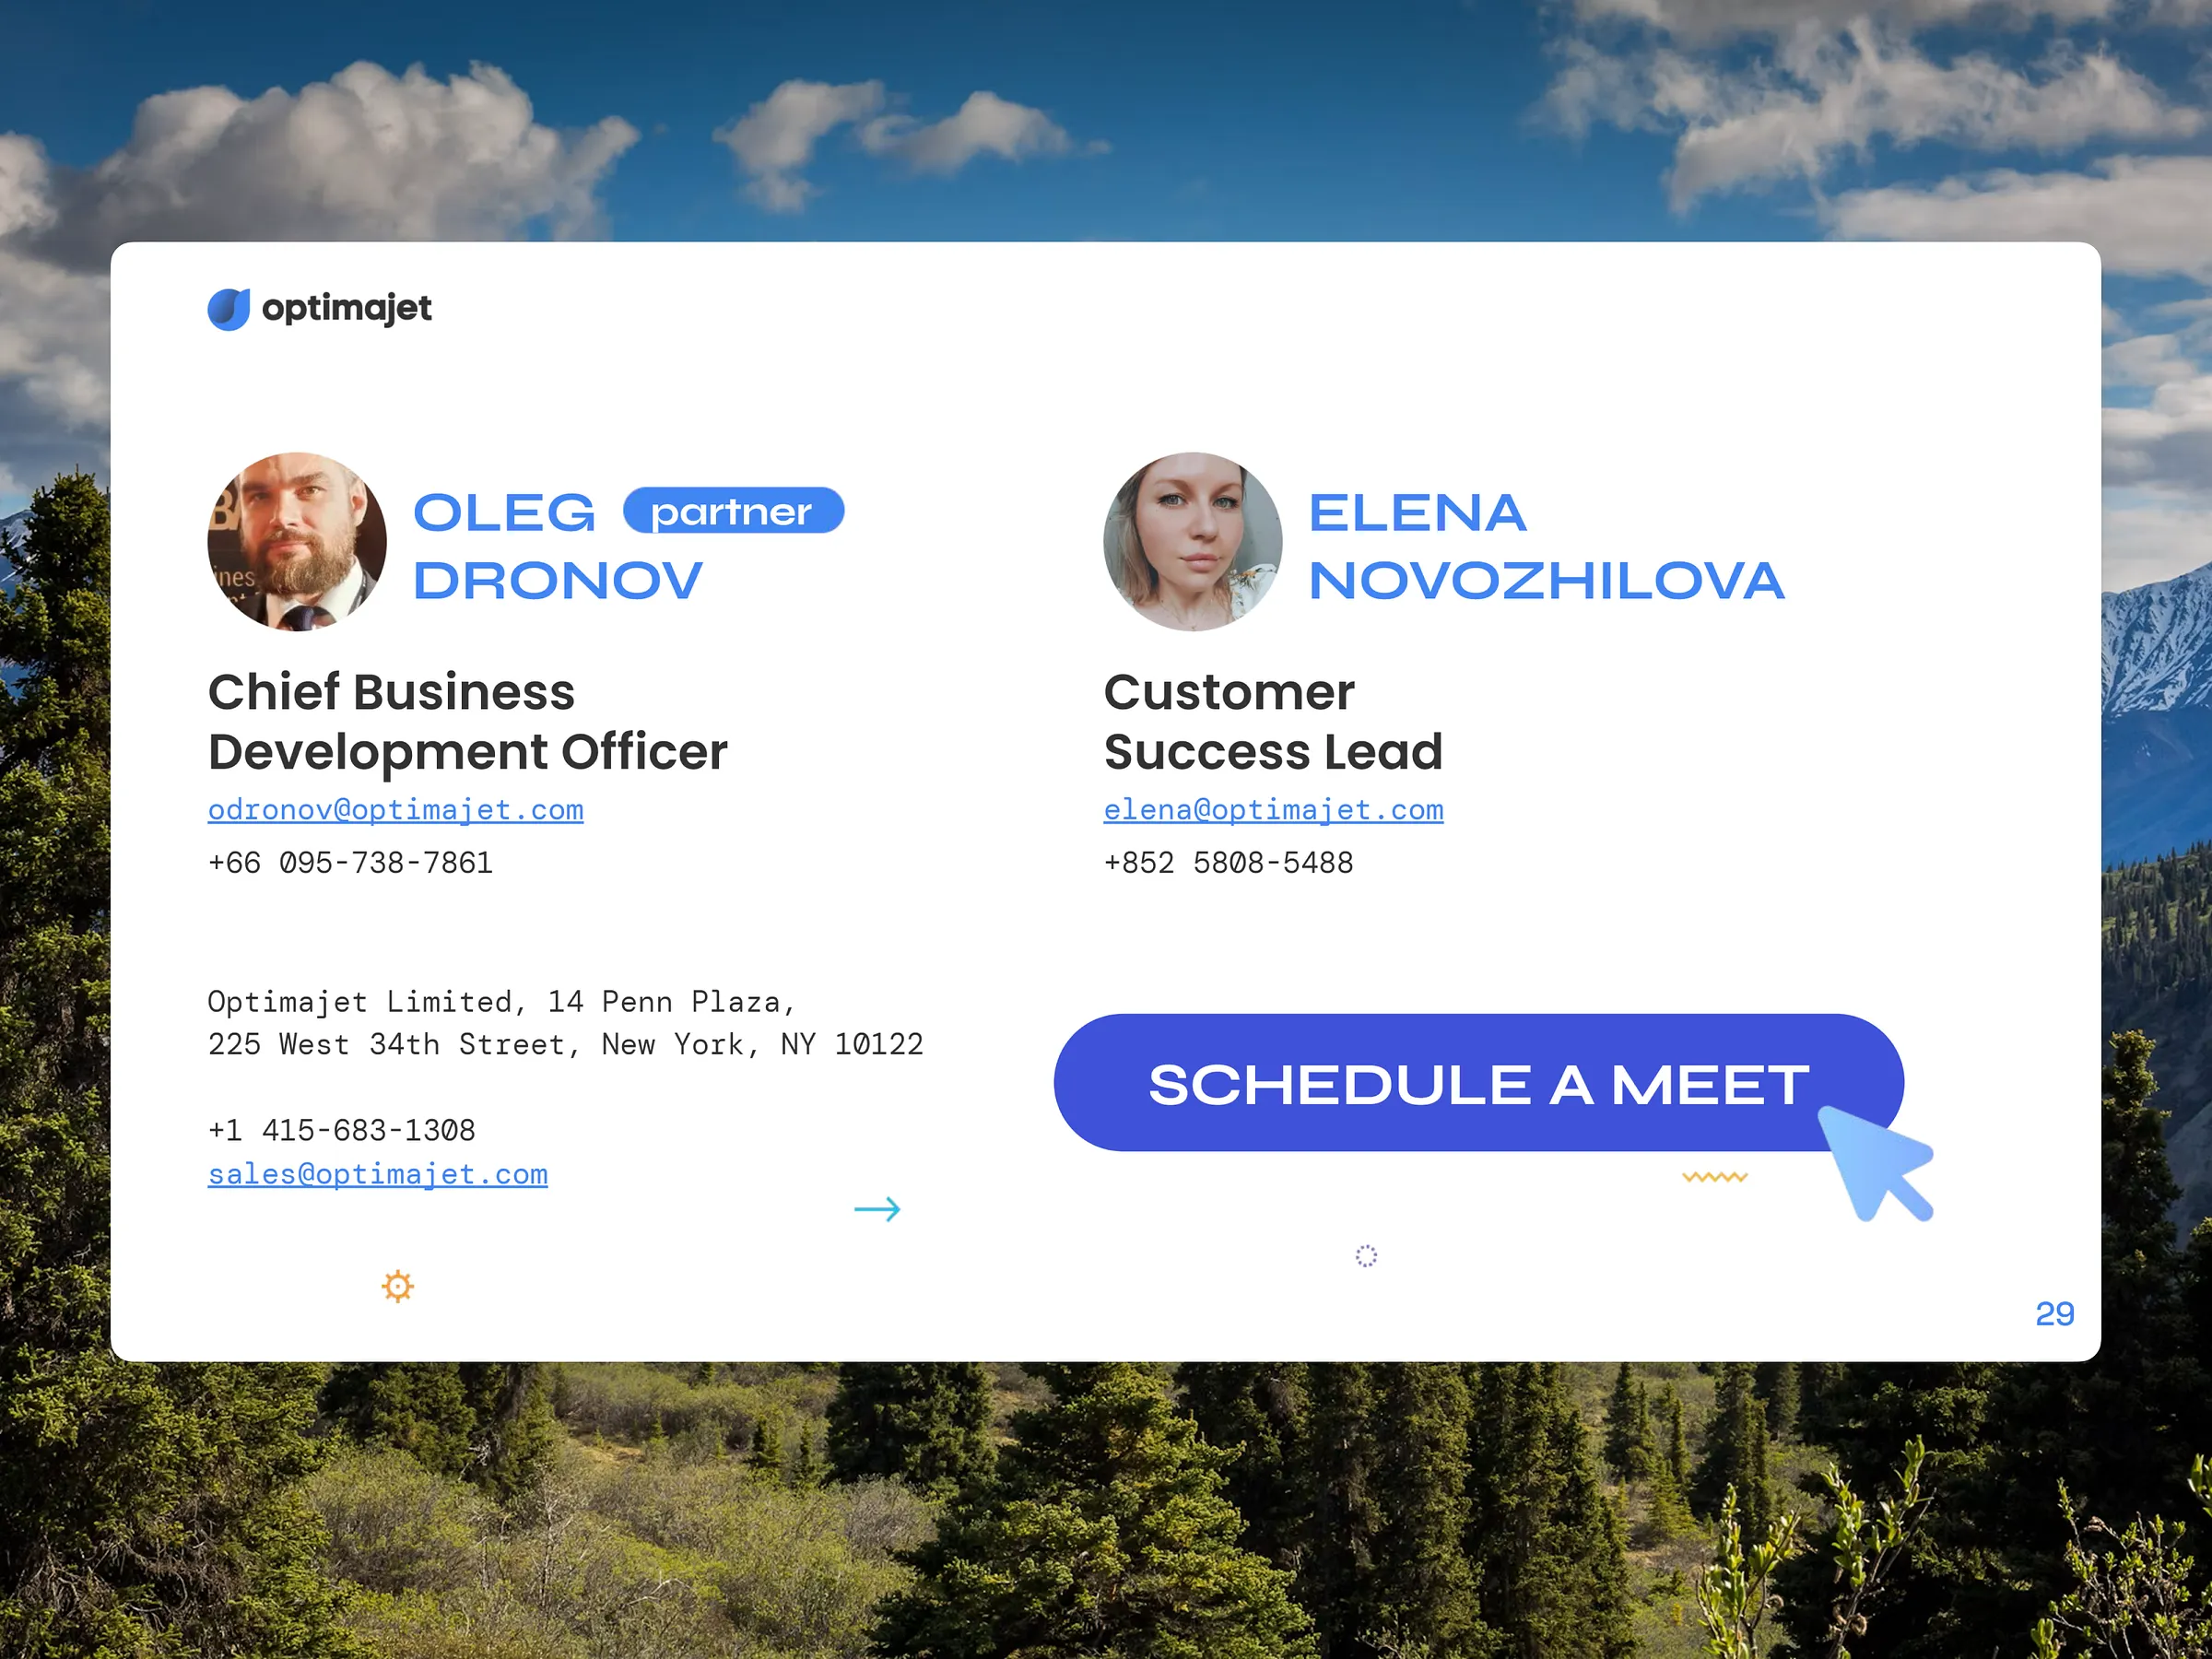 optimajet
OLEG partner
DRONOV
Chief Business
Development Officer
odronov@optimajet.com
+66 095-738-7861
ELENA
NOVOZHILOVA
Customer
Success Lead
elena@optimajet.com
+852 5808-5488
Optimajet Limited, 14 Penn Plaza,
225 West 34th Street, New York, NY 10122
+1 415-683-1308
sales@optimajet.com
SCHEDULE A MEET
29